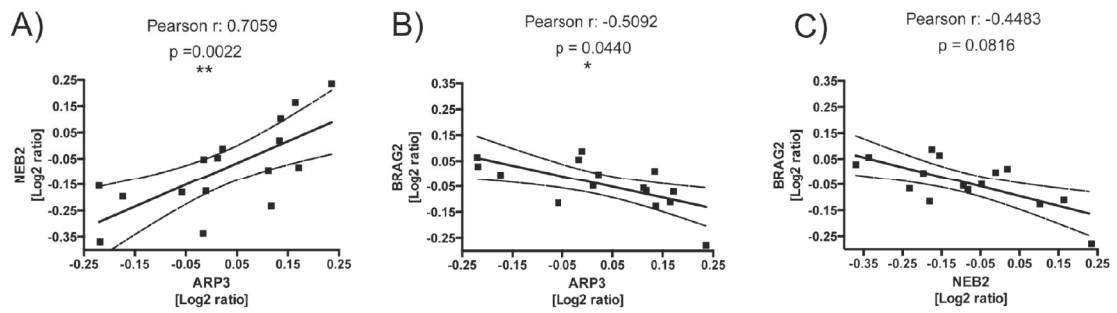 A)
Pearson r: 0.7059
p =0.0022
**
NEB2
[Log2 ratio]
0.25
0.15
0.05
-0.05
-0.15
-0.25
-0.35
-0.25
-0.15
-0.05
0.05
0.15
0.25
ARP3
[Log2 ratio]
B)
Pearson r: -0.5092
p = 0.0440
*
BRAG2
[Log2 ratio]
0.35
0.25
0.15
0.05
-0.05
-0.15
-0.25
-0.25
-0.15
-0.05
0.05
0.15
0.25
ARP3
[Log2 ratio]
C)
Pearson r: -0.4483
p = 0.0816
BRAG2
[Log2 ratio]
0.35
0.25
0.15
0.05
-0.05
-0.15
-0.25
-0.35
-0.25
-0.15
-0.05
0.05
0.15
0.25
NEB2
[Log2 ratio]